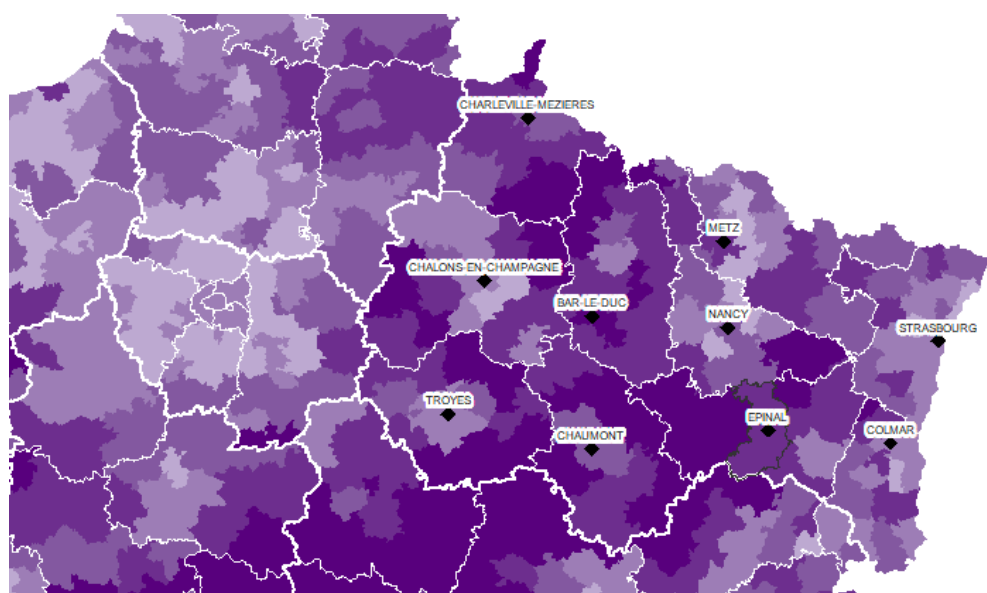 CHARLEVILLE-MEZIERES
METZ
CHALONS-EN-CHAMPAGNE
BAR-LE-DUC
NANCY
STRASBOURG
TROYES
EPINAL
CHAUMONT
COLMAR